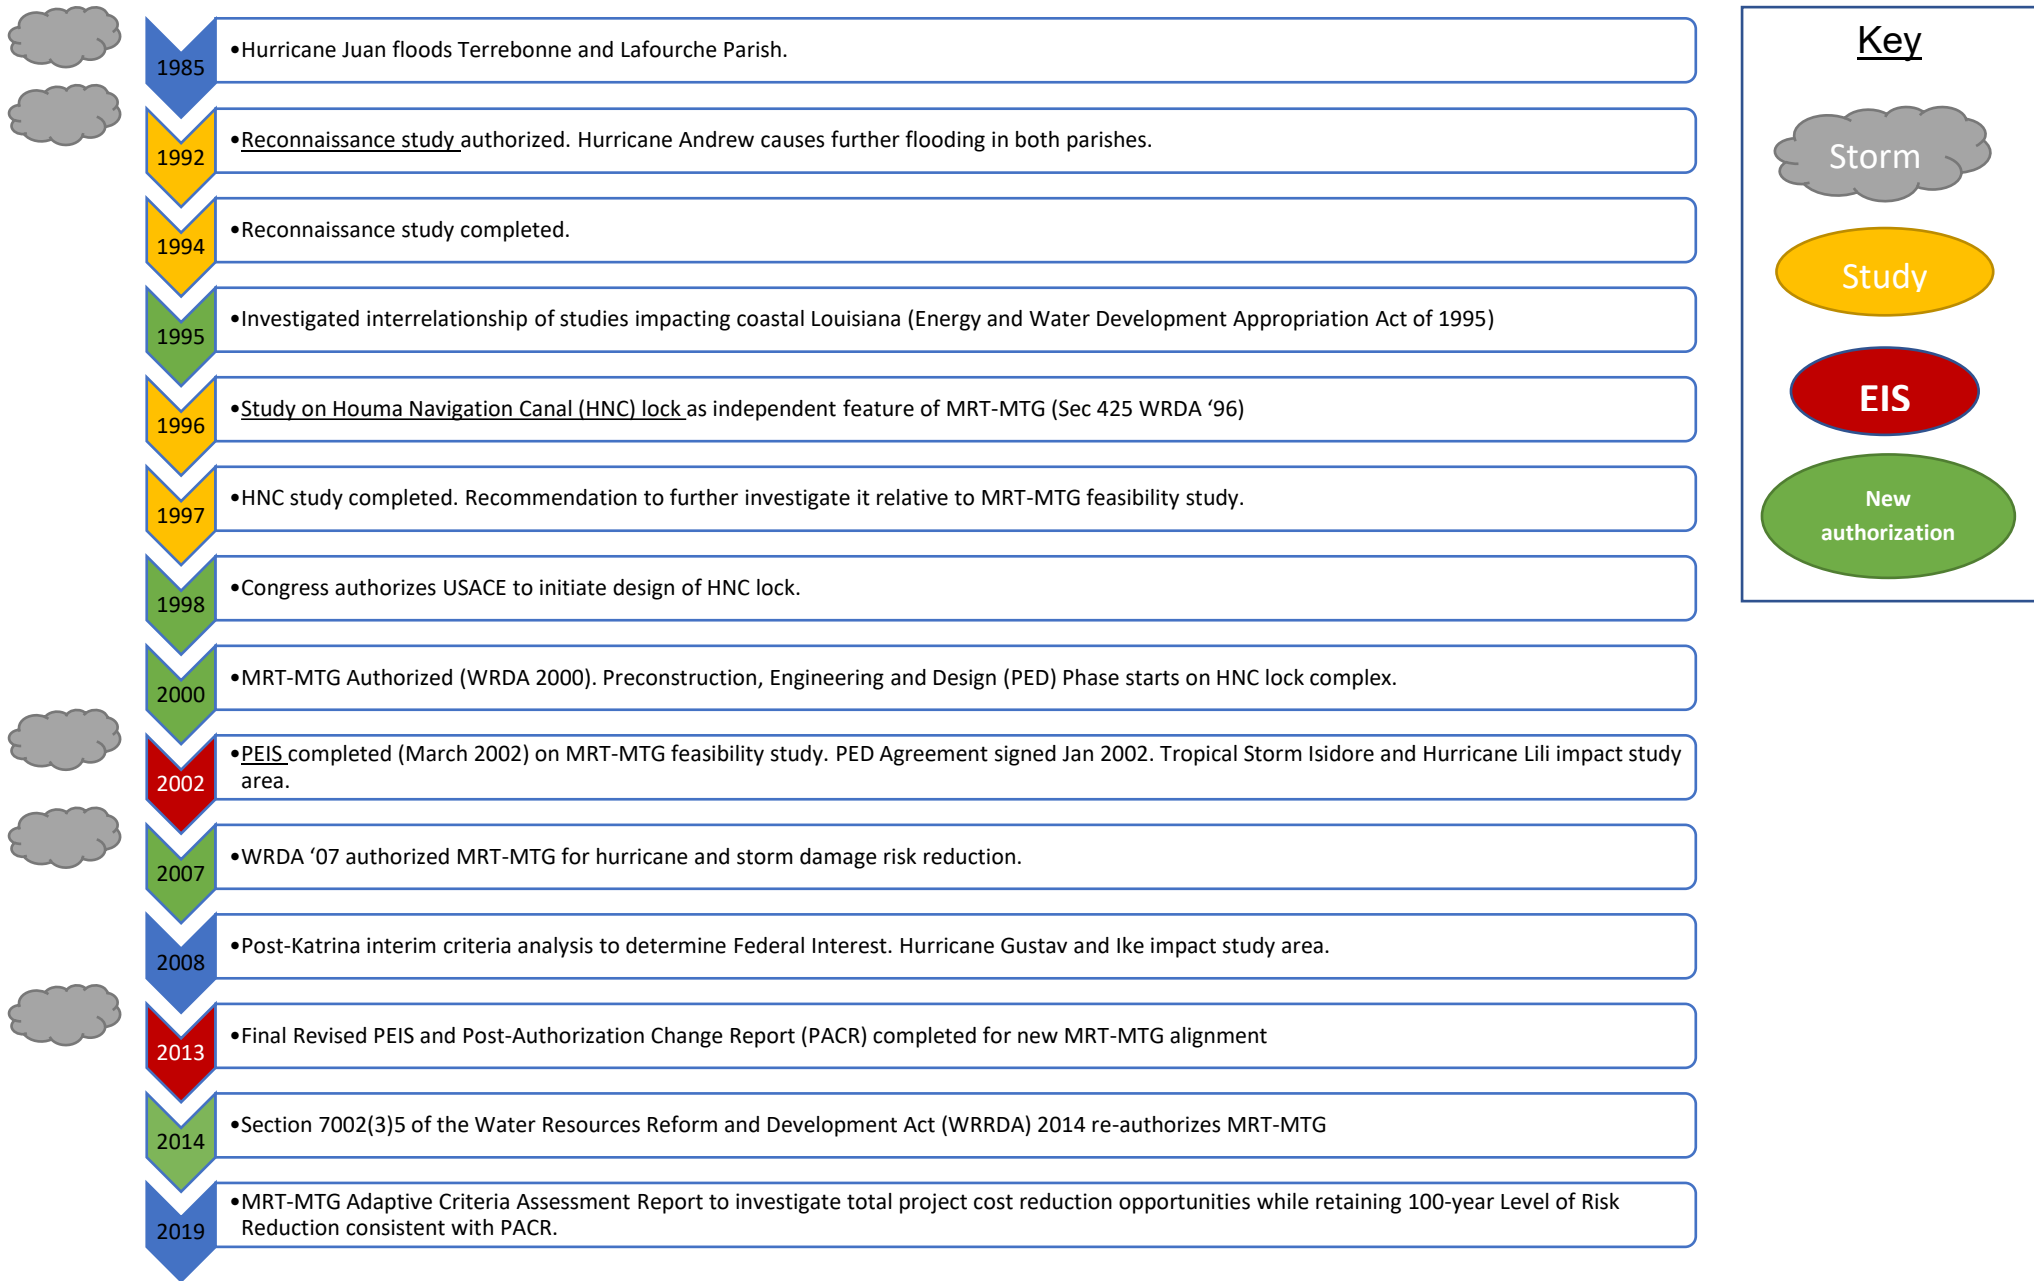 1985
•Hurricane Juan floods Terrebonne and Lafourche Parish.
1992
•Reconnaissance study authorized. Hurricane Andrew causes further flooding in both parishes.
1994
•Reconnaissance study completed.
1995
•Investigated interrelationship of studies impacting coastal Louisiana (Energy and Water Development Appropriation Act of 1995)
1996
•Study on Houma Navigation Canal (HNC) lock as independent feature of MRT-MTG (Sec 425 WRDA ‘96)
1997
•HNC study completed. Recommendation to further investigate it relative to MRT-MTG feasibility study.
1998
•Congress authorizes USACE to initiate design of HNC lock.
2000
•MRT-MTG Authorized (WRDA 2000). Preconstruction, Engineering and Design (PED) Phase starts on HNC lock complex.
2002
•PEIS completed (March 2002) on MRT-MTG feasibility study. PED Agreement signed Jan 2002. Tropical Storm Isidore and Hurricane Lili impact study
area.
2007
•WRDA ‘07 authorized MRT-MTG for hurricane and storm damage risk reduction.
2008
•Post-Katrina interim criteria analysis to determine Federal Interest. Hurricane Gustav and Ike impact study area.
2013
•Final Revised PEIS and Post-Authorization Change Report (PACR) completed for new MRT-MTG alignment
2014
•Section 7002(3)5 of the Water Resources Reform and Development Act (WRRDA) 2014 re-authorizes MRT-MTG
2019
•MRT-MTG Adaptive Criteria Assessment Report to investigate total project cost reduction opportunities while retaining 100-year Level of Risk
Reduction consistent with PACR.
Key
Storm
Study
EIS
New
authorization